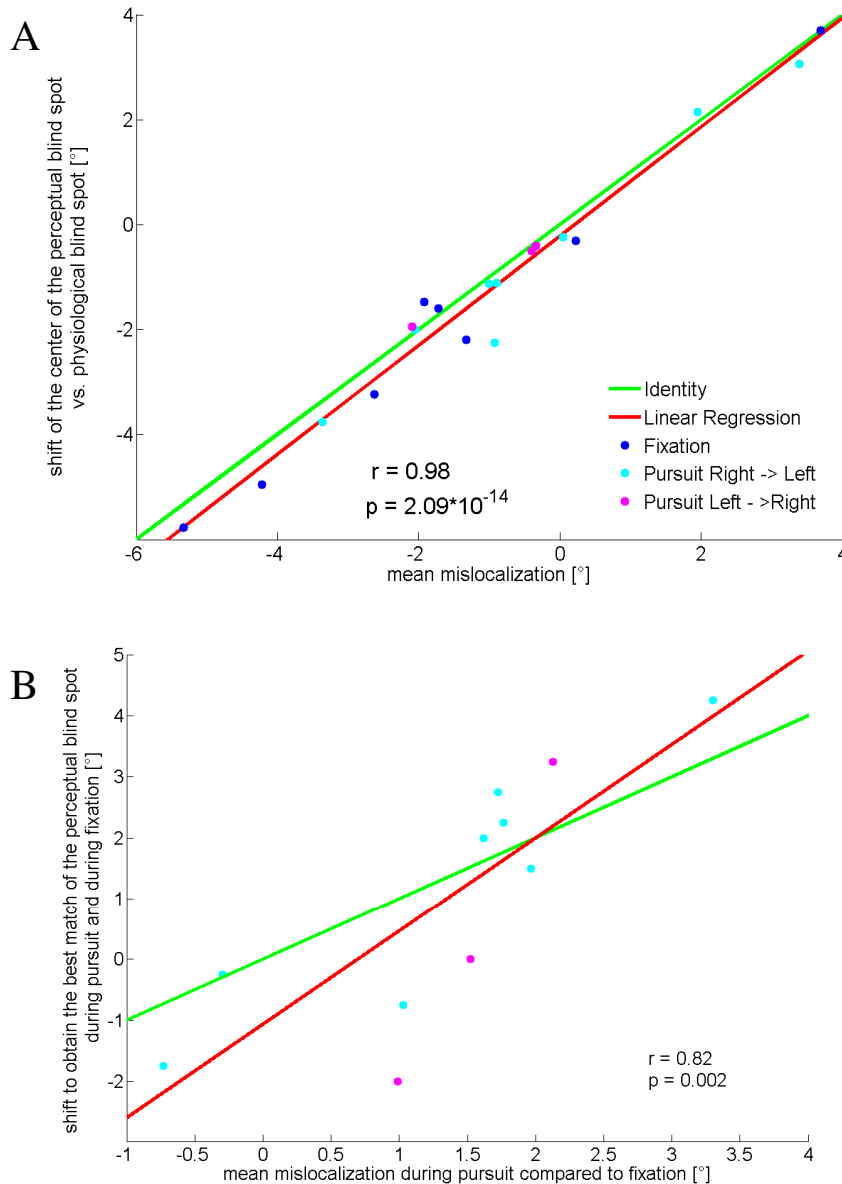 A
shift of the center of the perceptual blind spot
vs. physiological blind spot [°]
4
2
0
-2
-4
-6
-4
-2
0
2
4
mean mislocalization [°]
r = 0.98
p = 2.09*10^-14
Identity
Linear Regression
Fixation
Pursuit Right -> Left
Pursuit Left - >Right
B
shift to obtain the best match of the perceptual blind spot
during pursuit and during fixation [°]
5
4
3
2
1
0
-1
-2
-1
-0.5
0
0.5
1
1.5
2
2.5
3
3.5
4
mean mislocalization during pursuit compared to fixation [°]
r = 0.82
p = 0.002